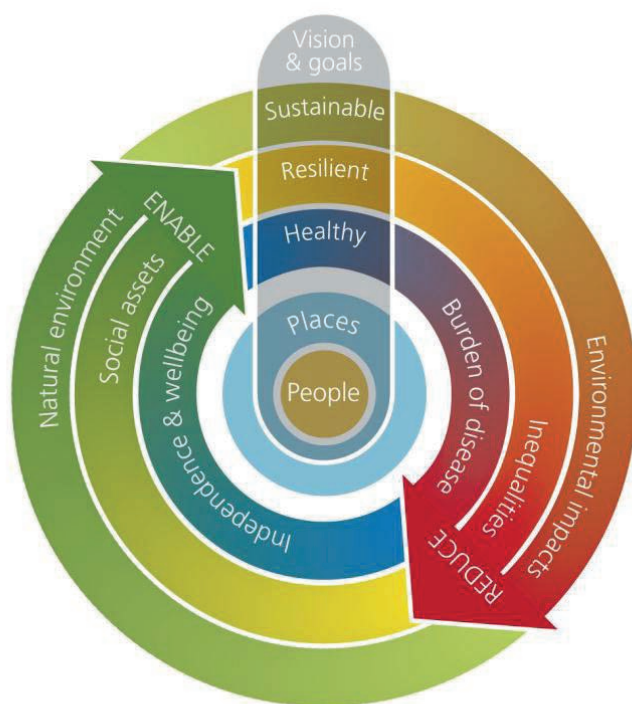 Vision
& goals
Sustainable
Resilient
Healthy
Places
People
ENABLE
Natural environment
Social assets
Independence & wellbeing
Burden of disease
Inequalities
Environmental impacts
REDUCE